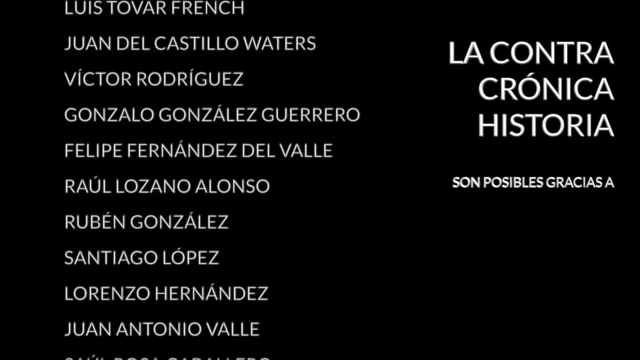 LUIS TOVAR FRENCH
JUAN DEL CASTILLO WATERS
VÍCTOR RODRÍGUEZ
GONZALO GONZÁLEZ GUERRERO
FELIPE FERNÁNDEZ DEL VALLE
RAÚL LOZANO ALONSO
RUBÉN GONZÁLEZ
SANTIAGO LÓPEZ
LORENZO HERNÁNDEZ
JUAN ANTONIO VALLE
LA CONTRA
CRÓNICA
HISTORIA
SON POSIBLES GRACIAS A